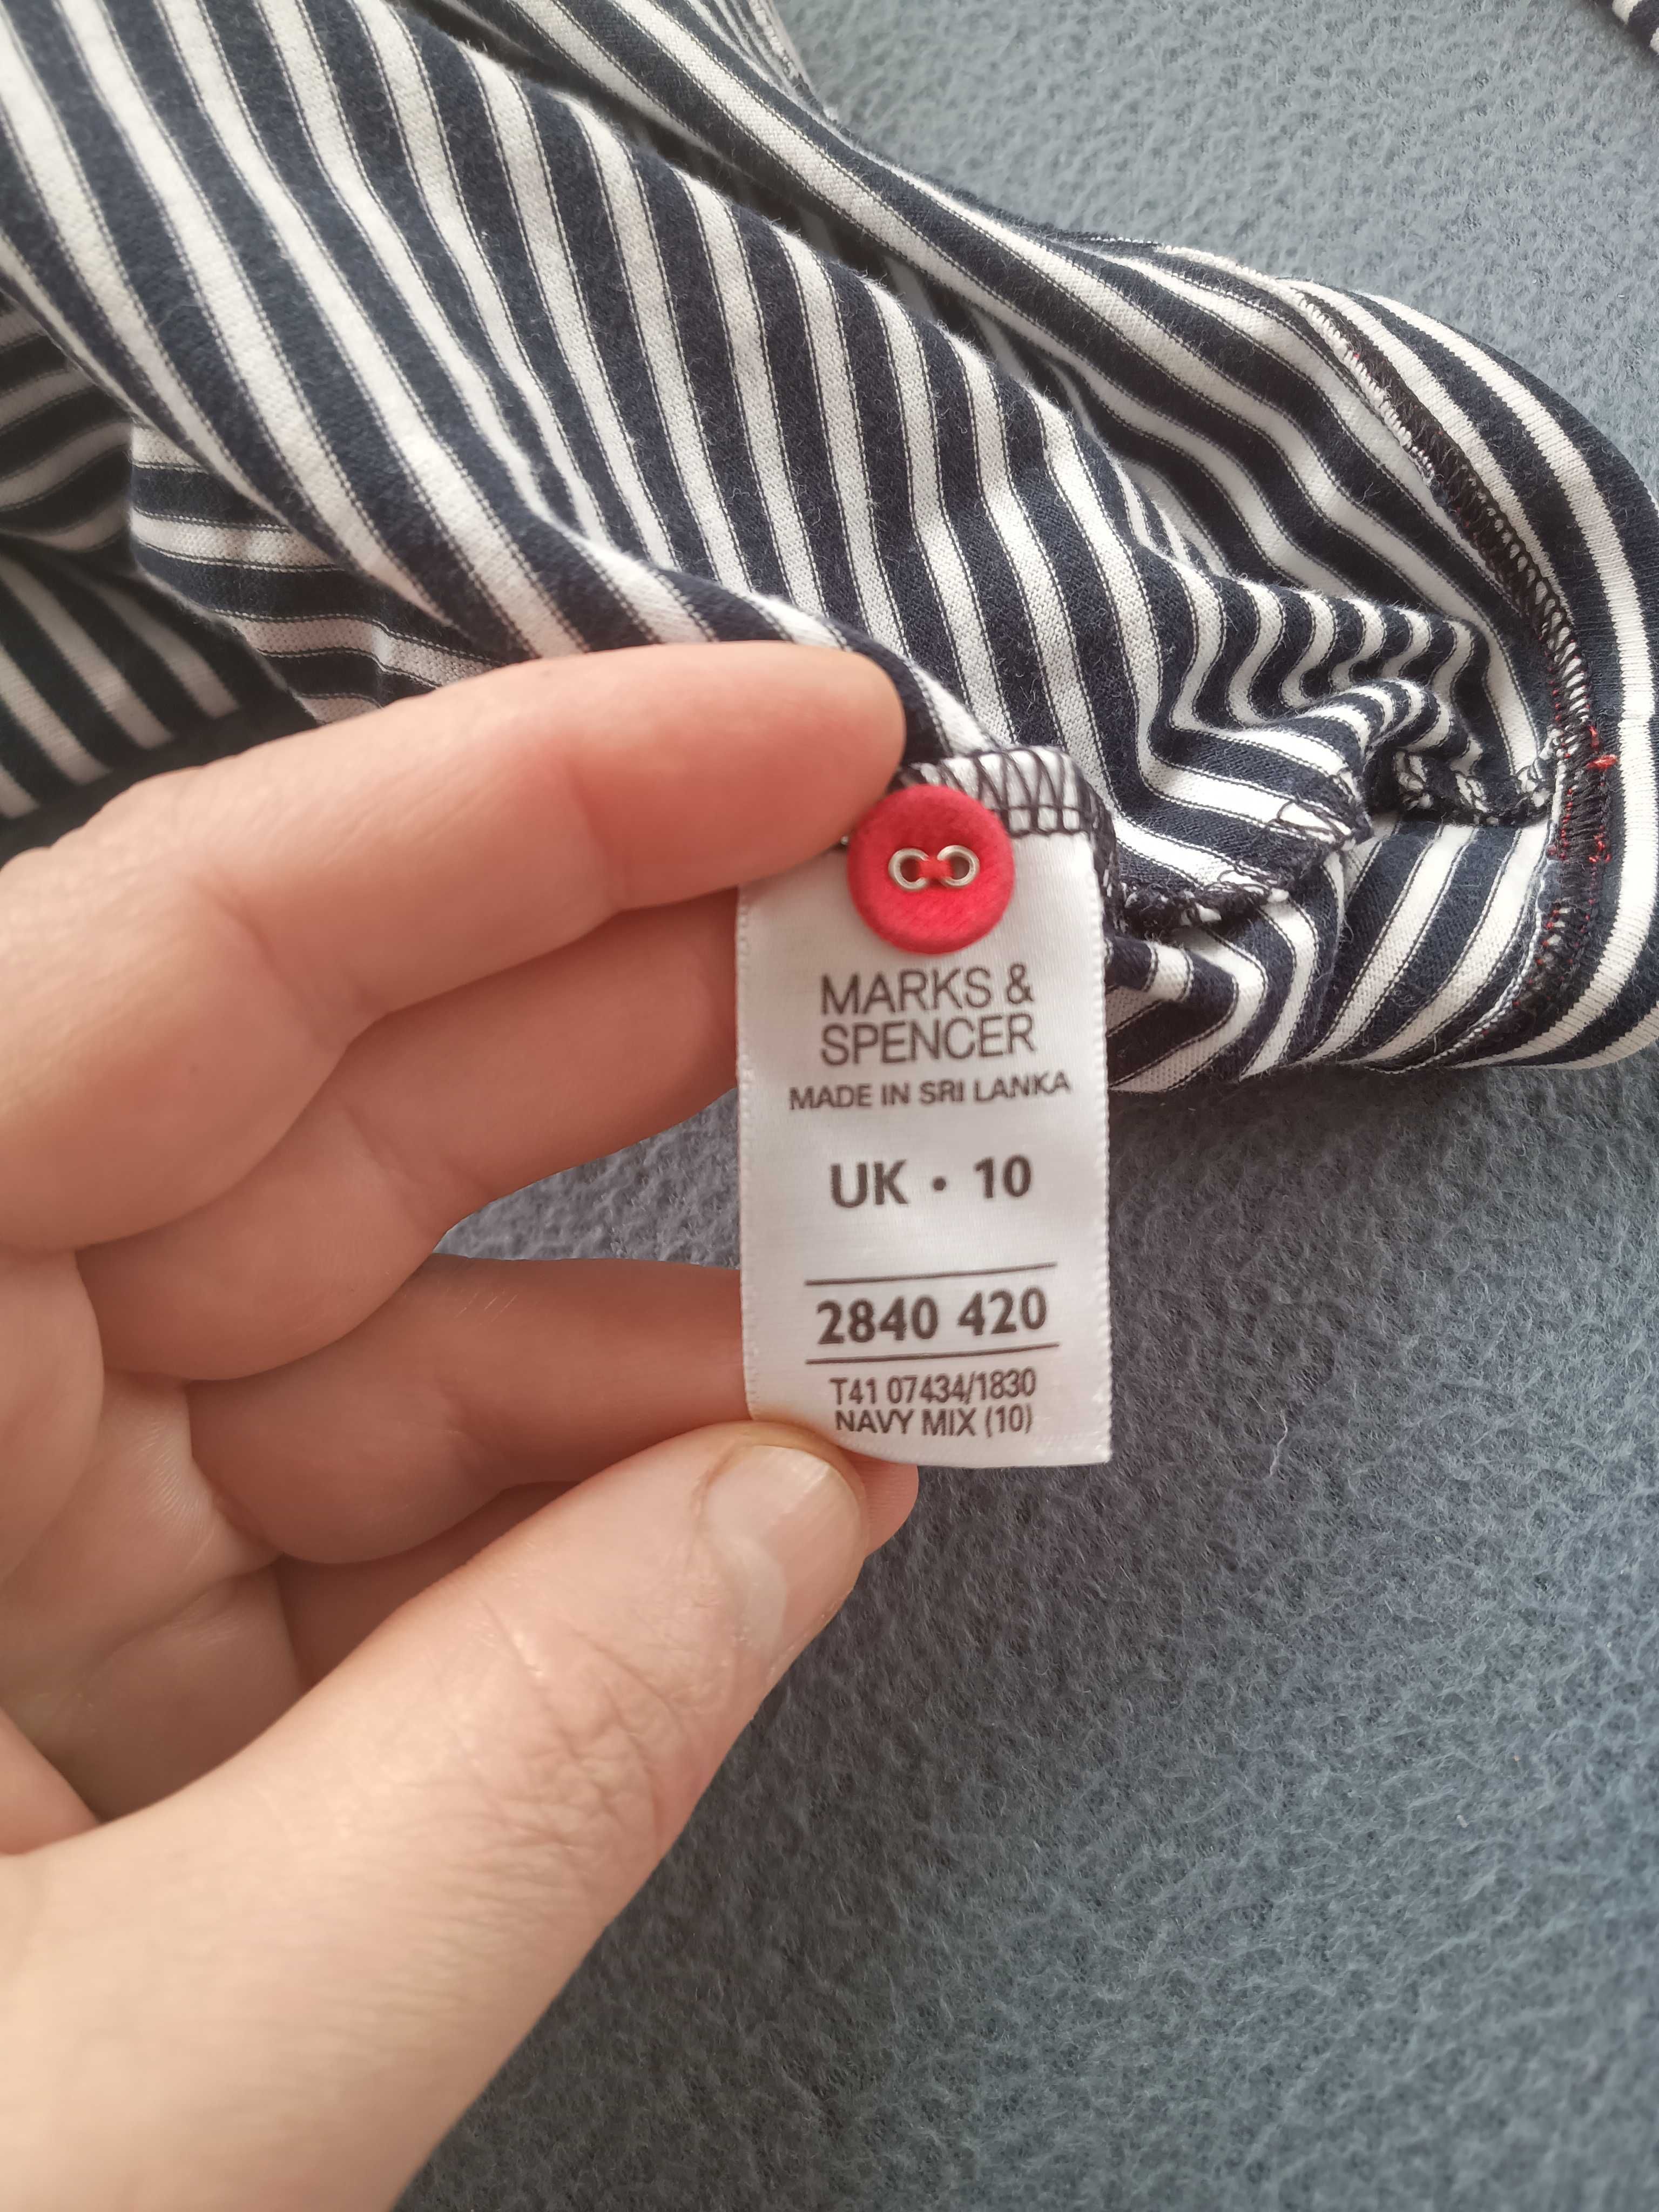 MARKS &
SPENCER
MADE IN SRI LANKA
UK • 10
2840 420
T41 07434/1830
NAVY MIX (10)